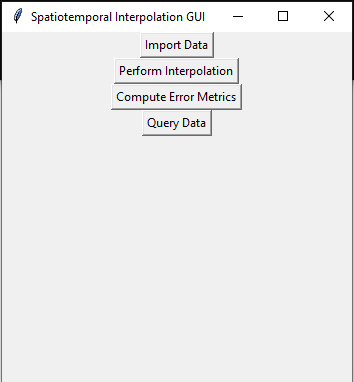 Spatiotemporal Interpolation GUI
Import Data
Perform Interpolation
Compute Error Metrics
Query Data